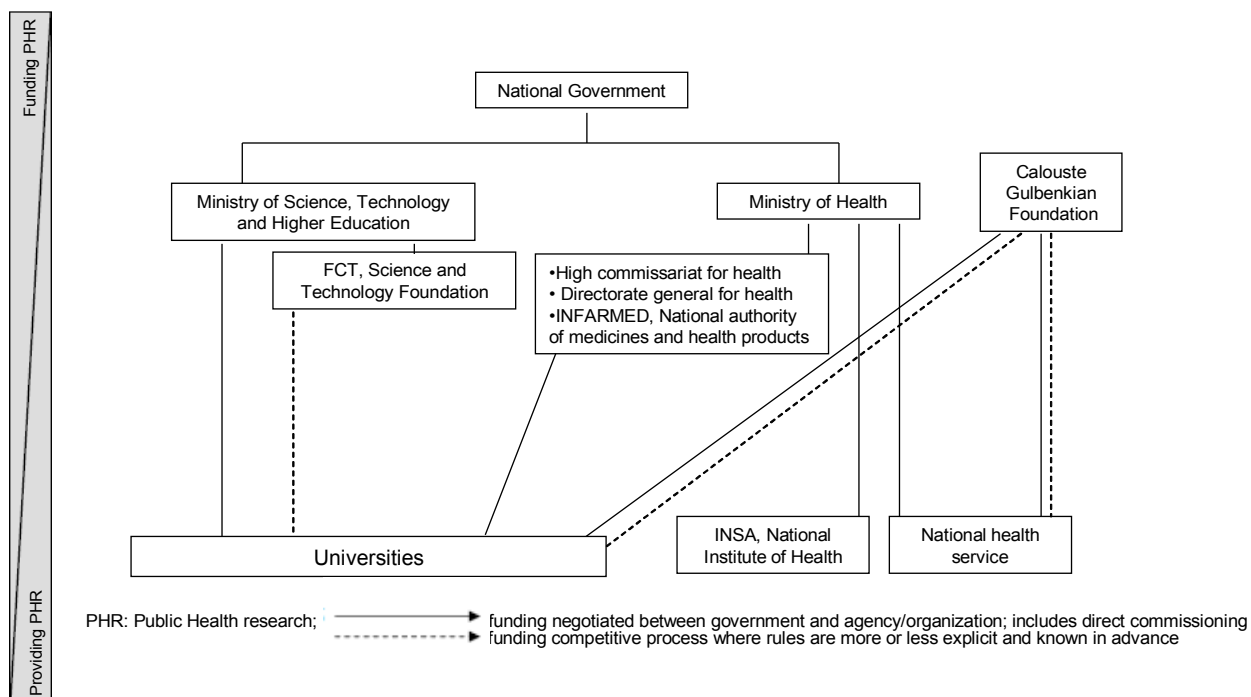 Funding PHR
National Government
Ministry of Science, Technology
and Higher Education
Ministry of Health
Calouste
Gulbenkian
Foundation
FCT, Science and
Technology Foundation
•High commissariat for health
• Directorate general for health
•INFARMED, National authority
of medicines and health products
Universities
INSA, National
Institute of Health
National health
service
Providing PHR
PHR: Public Health research; funding negotiated between government and agency/organization; includes direct commissioning
funding competitive process where rules are more or less explicit and known in advance